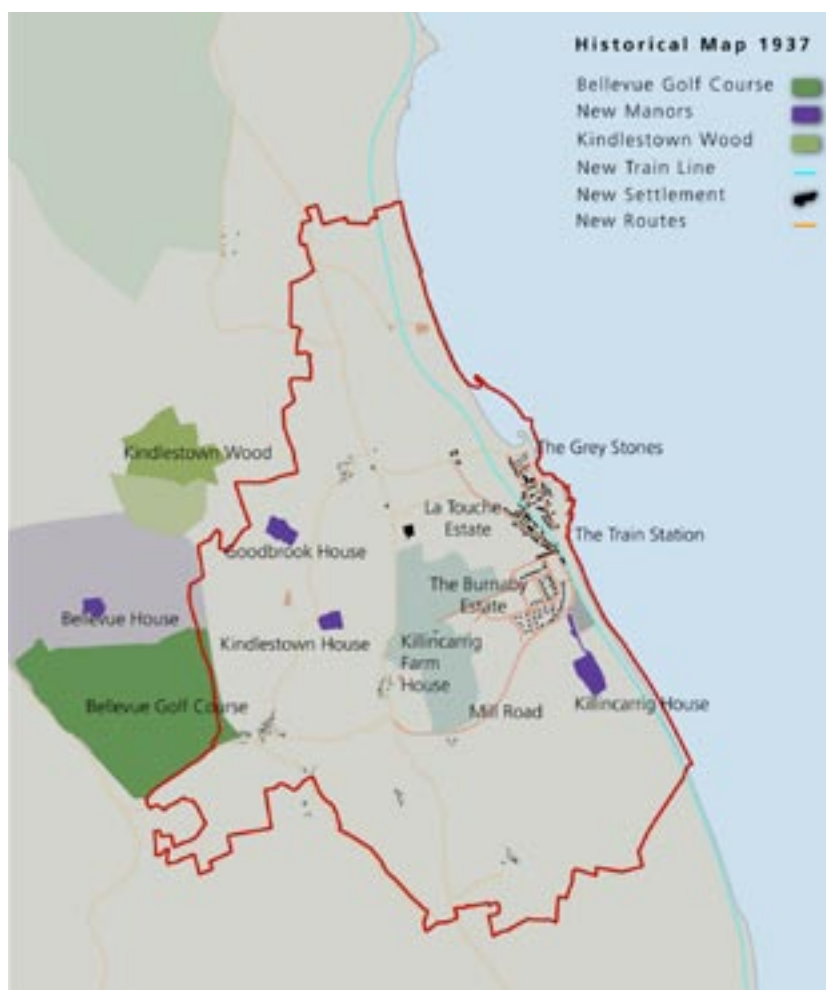 Historical Map 1937
Bellevue Golf Course
New Manors
Kindlestown Wood
New Train Line
New Settlement
New Routes
The Grey Stones
Kindlestown Wood
La Touche
Estate
The Train Station
Goodbrook House
The Burnaby
Estate
Bellevue House
Kindlestown House
Killincarrig
Farm
House
Bellevue Golf Course
Mill Road
Killincarrig House